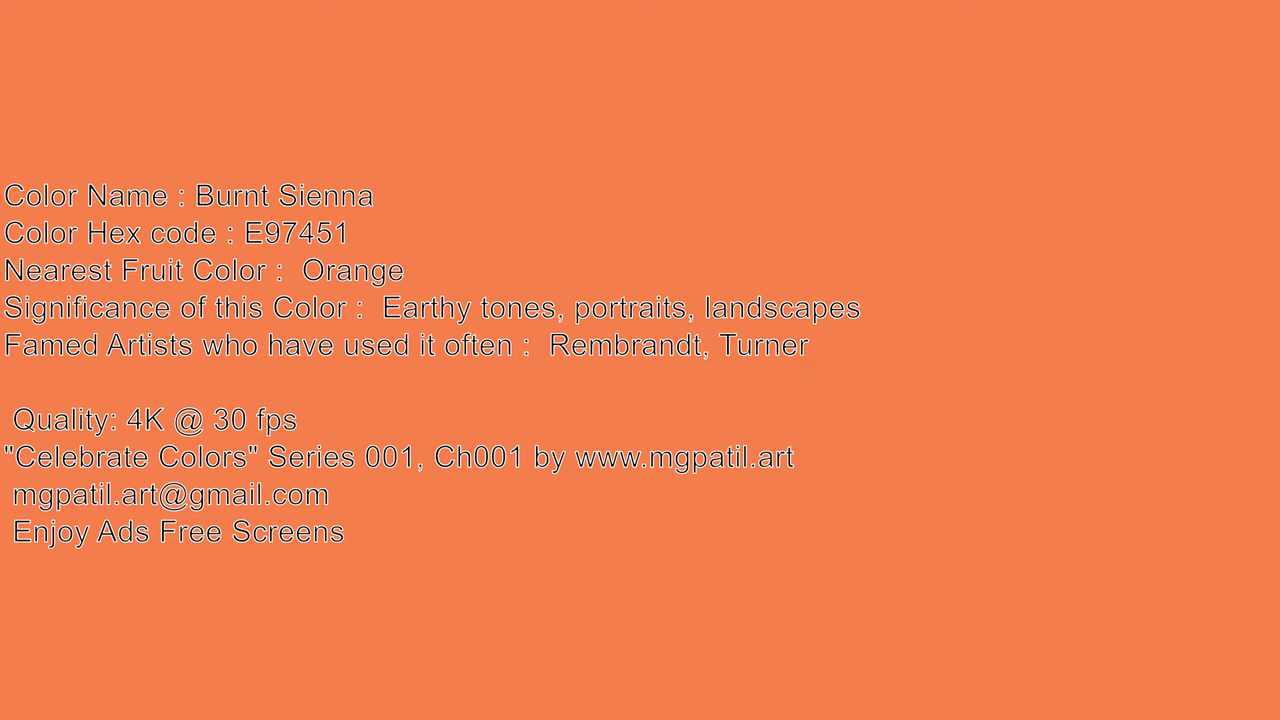 Color Name : Burnt Sienna
Color Hex code : E97451
Nearest Fruit Color :  Orange
Significance of this Color :  Earthy tones, portraits, landscapes
Famed Artists who have used it often :  Rembrandt, Turner
Quality: 4K @ 30 fps
"Celebrate Colors" Series 001, Ch001 by www.mgpatil.art
mgpatil.art@gmail.com
Enjoy Ads Free Screens